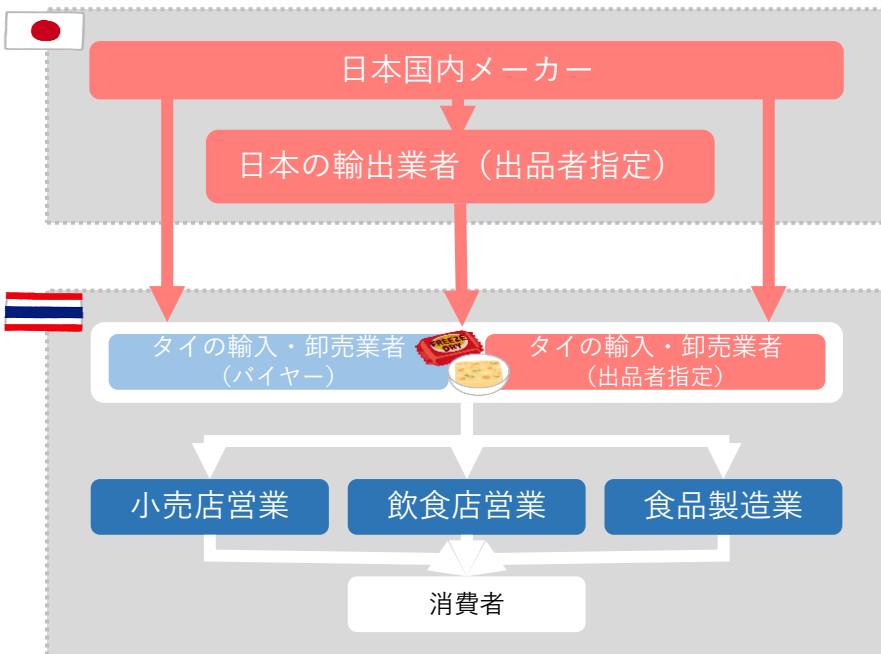 日本国内メーカー
日本の輸出業者（出品者指定）
タイの輸入・卸売業者
（バイヤー）
FREEZE
DRY
タイの輸入・卸売業者
（出品者指定）
小売店営業
飲食店営業
食品製造業
消費者